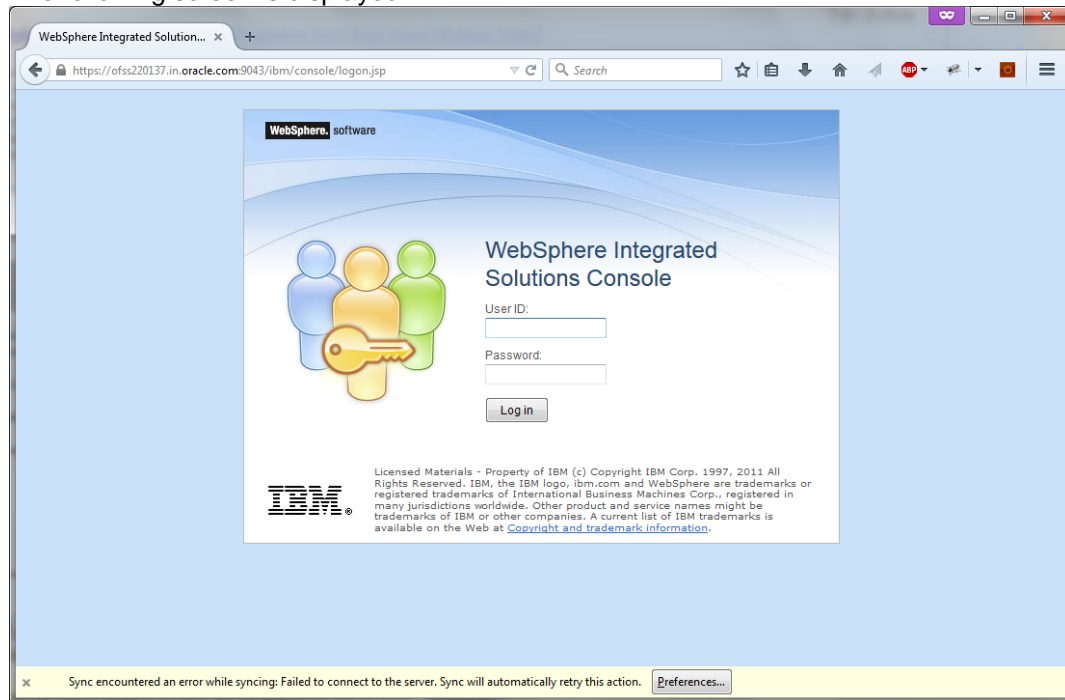 WebSphere Integrated Solution...
https://ofss220137.in.oracle.com:9043/ibm/console/logon.jsp
Search
ABP
WebSphere. software
WebSphere Integrated
Solutions Console
User ID:
Password:
Log in
IBM®
Licensed Materials - Property of IBM (c) Copyright IBM Corp. 1997, 2011 All
Rights Reserved. IBM, the IBM logo, ibm.com and WebSphere are trademarks or
registered trademarks of International Business Machines Corp., registered in
many jurisdictions worldwide. Other product and service names might be
trademarks of IBM or other companies. A current list of IBM trademarks is
available on the Web at Copyright and trademark information.
Sync encountered an error while syncing: Failed to connect to the server. Sync will automatically retry this action.
Preferences...